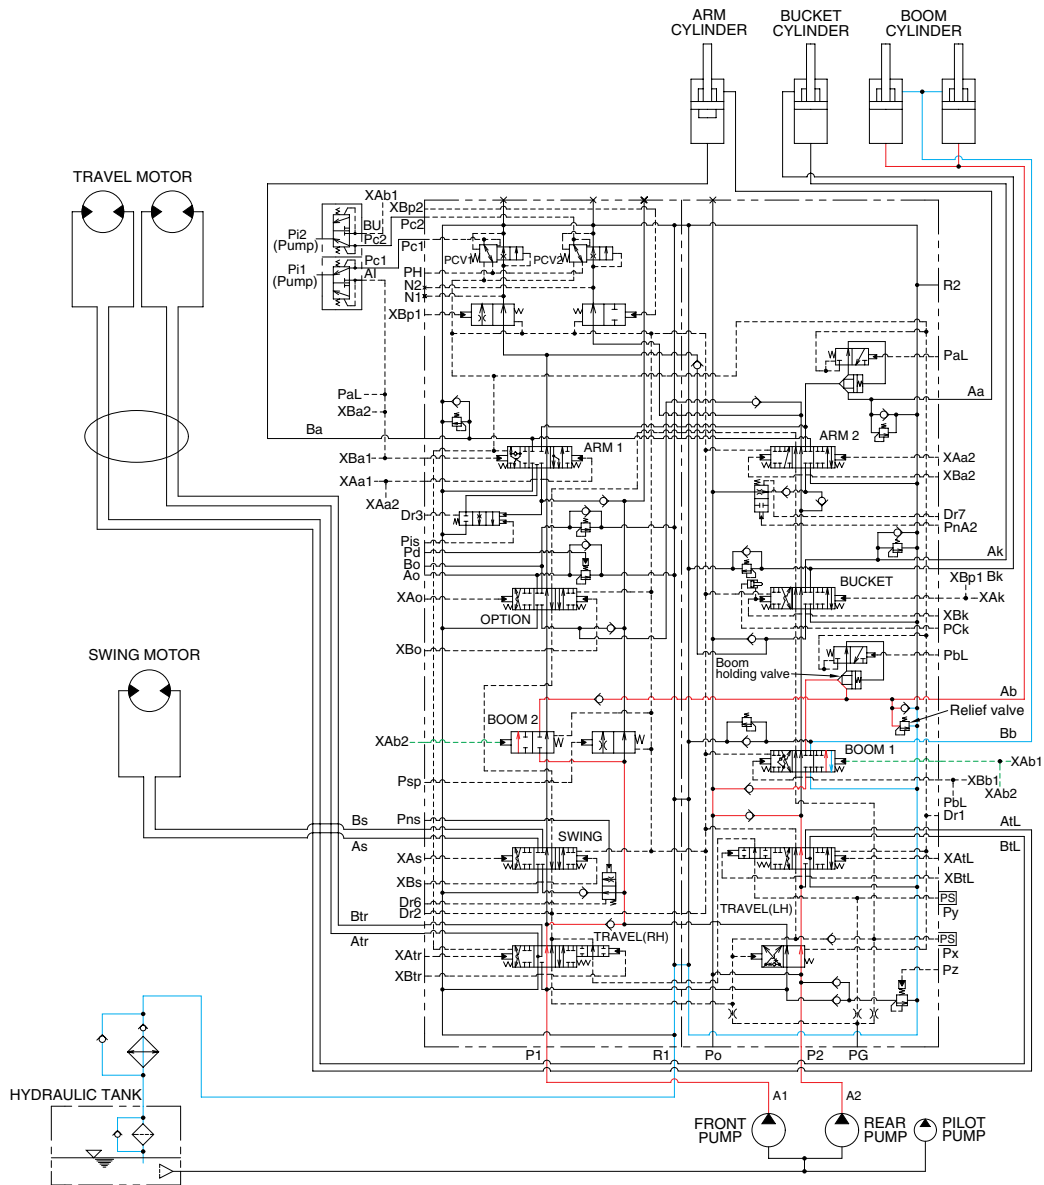 ARM
CYLINDER
BUCKET
CYLINDER
BOOM
CYLINDER
TRAVEL MOTOR
XAb1
XBp2
BU
Pc2
Pc2
Pi2
(Pump)
Pc1
Pc1
Pi1
(Pump)
AI
PCV1
PCV2
PH
N2
N1
XBp1
R2
PaL
Aa
PaL
XBa2
Ba
ARM 1
ARM 2
XBa1
XAa2
XAa1
XBa2
XAa2
Dr3
Dr7
PnA2
Pis
Pd
Bo
Ao
Ak
XBp1
Bk
BUCKET
XAo
XAk
OPTION
XBk
PCk
XBo
PbL
Boom
holding valve
SWING MOTOR
Ab
Relief valve
BOOM 2
Bb
XAb2
BOOM 1
XAb1
Psp
XBb1
XAb2
PbL
Dr1
Bs
Pns
AtL
As
SWING
BtL
XAs
XAtL
XBs
XBtL
Dr6
Dr2
PS
Py
TRAVEL(LH)
Btr
TRAVEL(RH)
PS
Atr
XAtr
Px
XBtr
Pz
P1
R1
Po
P2
PG
HYDRAULIC TANK
A1
A2
FRONT
PUMP
REAR
PUMP
PILOT
PUMP